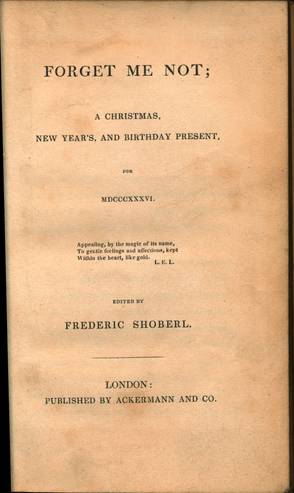 FORGET ME NOT;
A CHRISTMAS,
NEW YEAR'S, AND BIRTHDAY PRESENT,
FOR
MDCCCXXXVI.
Appealing, by the magic of its name,
To gentle feelings and affections, kept
Within the heart, like gold.
L. E. L.
EDITED BY
FREDERIC SHOBERL.
LONDON:
PUBLISHED BY ACKERMANN AND CO.